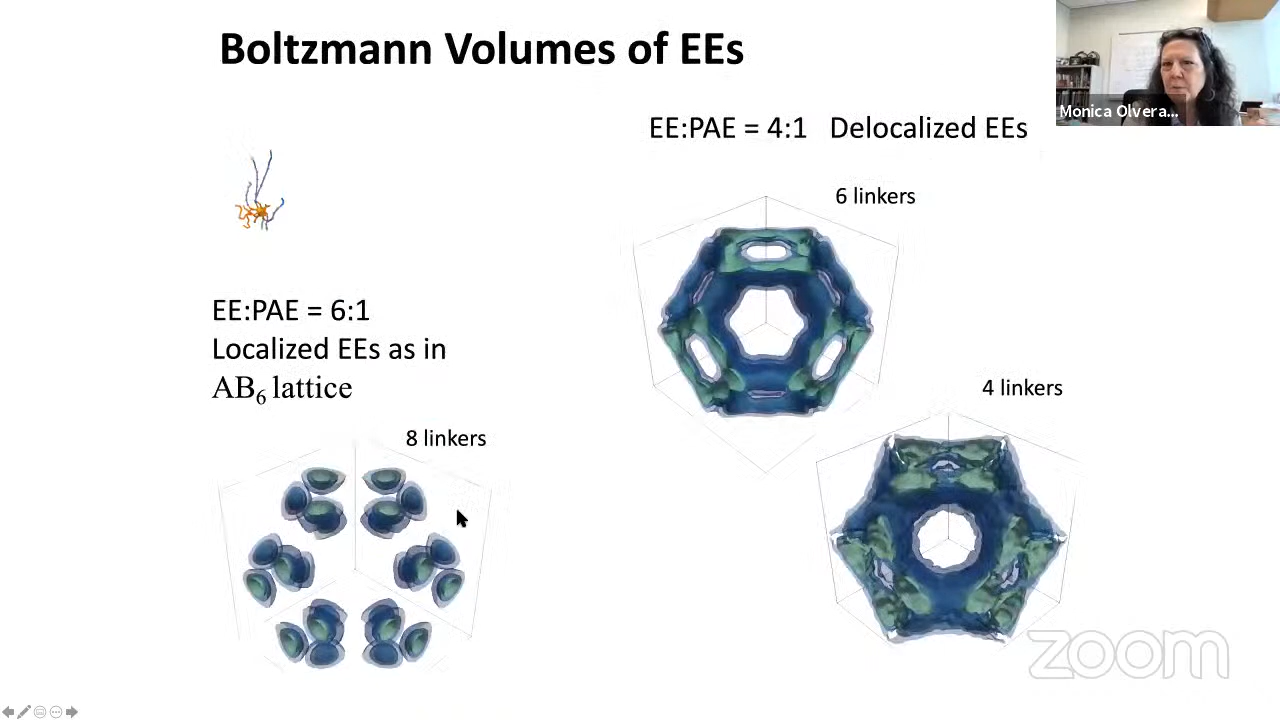 Boltzmann Volumes of EEs
Monica Olvera...
EE:PAE = 4:1 Delocalized EEs
6 linkers
EE:PAE = 6:1
Localized EEs as in
AB₆ lattice
4 linkers
8 linkers
zoom